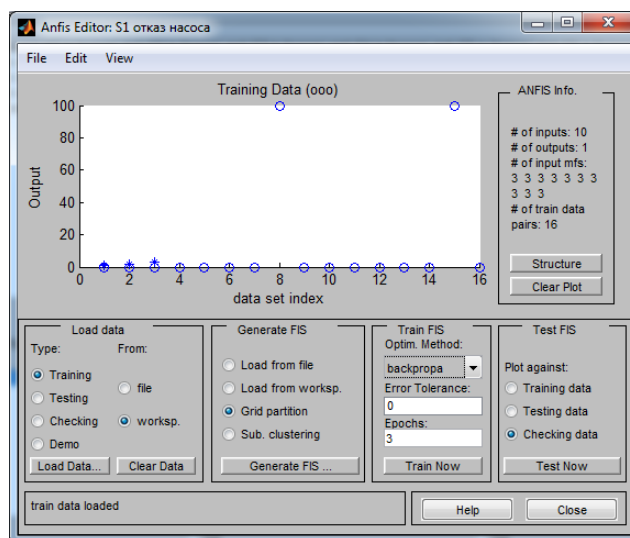 Anfis Editor: S1 отказ насоса
File Edit View
Training Data (ooo)
100
80
60
40
20
0
Output
0 2 4 6 8 10 12 14 16
data set index
ANFIS Info.
# of inputs: 10
# of outputs: 1
# of input mfs:
3 3 3 3 3 3 3
3 3 3
# of train data
pairs: 16
Structure
Clear Plot
Load data
Type: From:
Training
Testing
Checking
Demo
file
worksp.
Load Data... Clear Data
Generate FIS
Load from file
Load from worksp.
Grid partition
Sub. clustering
Generate FIS ...
Train FIS
Optim. Method:
backpropa
Error Tolerance:
0
Epochs:
3
Train Now
Test FIS
Plot against:
Training data
Testing data
Checking data
Test Now
train data loaded
Help Close